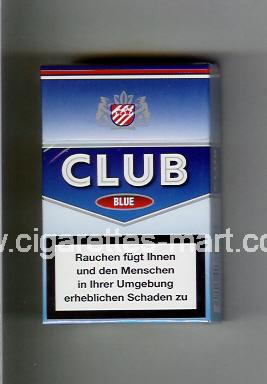 CLUB
BLUE
www.cigarettes-mart.com
Rauchen fügt Ihnen
und den Menschen
in Ihrer Umgebung
erheblichen Schaden zu